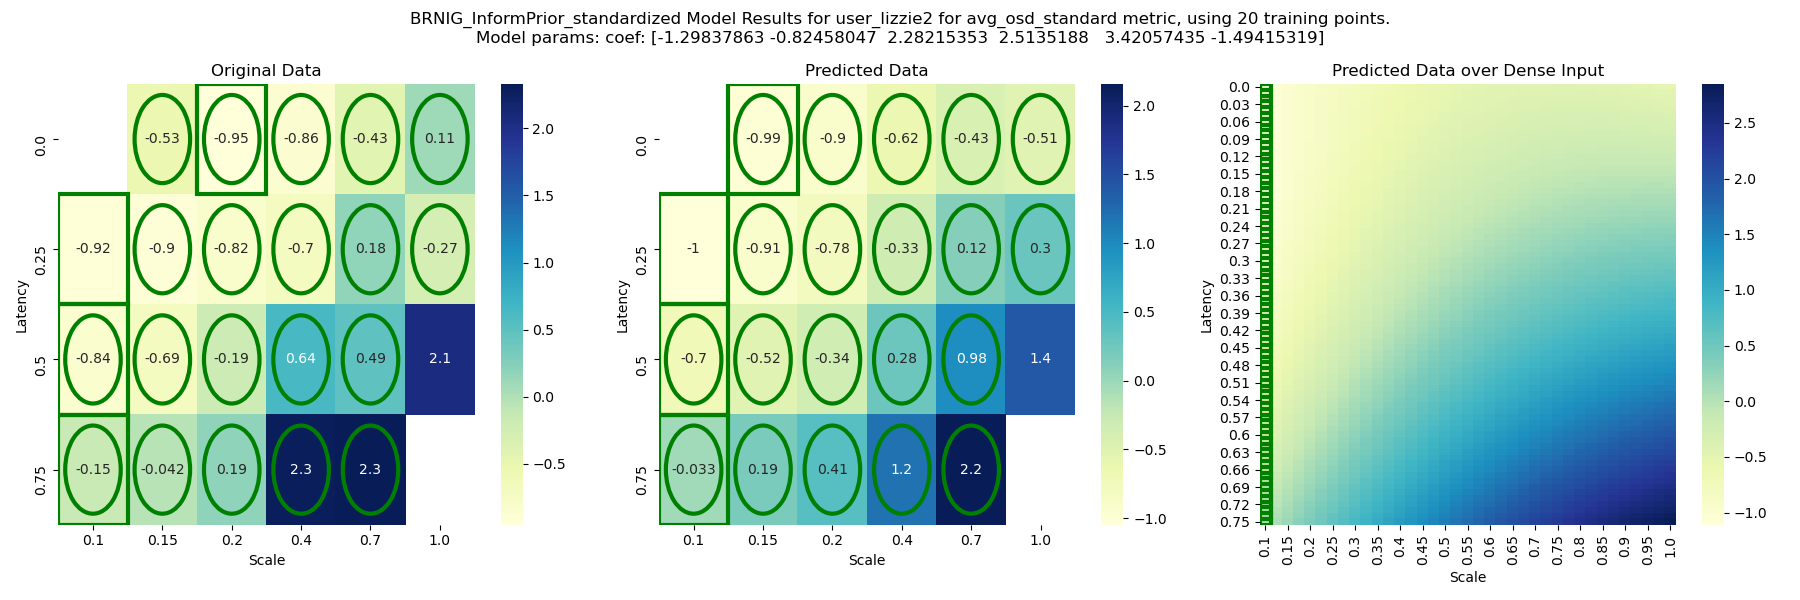 BRNIG_InformPrior_standardized Model Results for user_lizzie2 for avg_osd_standard metric, using 20 training points.
Model params: coef: [-1.29837863 -0.82458047  2.28215353  2.5135188   3.42057435 -1.49415319]
Original Data
Latency
0.0
-0.53 -0.95 -0.86 -0.43 0.11
0.25
-0.92 -0.9 -0.82 -0.7 0.18 -0.27
0.5
-0.84 -0.69 -0.19 0.64 0.49 2.1
0.75
-0.15 -0.042 0.19 2.3 2.3
0.1 0.15 0.2 0.4 0.7 1.0
Scale
2.0
1.5
1.0
0.5
0.0
−0.5
Predicted Data
Latency
0.0
-0.99 -0.9 -0.62 -0.43 -0.51
0.25
-1 -0.91 -0.78 -0.33 0.12 0.3
0.5
-0.7 -0.52 -0.34 0.28 0.98 1.4
0.75
-0.033 0.19 0.41 1.2 2.2
0.1 0.15 0.2 0.4 0.7 1.0
Scale
2.0
1.5
1.0
0.5
0.0
−0.5
−1.0
Predicted Data over Dense Input
Latency
0.0
0.03
0.06
0.09
0.12
0.15
0.18
0.21
0.24
0.27
0.3
0.33
0.36
0.39
0.42
0.45
0.48
0.51
0.54
0.57
0.6
0.63
0.66
0.69
0.72
0.75
0.1 0.15 0.2 0.25 0.3 0.35 0.4 0.45 0.5 0.55 0.6 0.65 0.7 0.75 0.8 0.85 0.9 0.95 1.0
Scale
2.5
2.0
1.5
1.0
0.5
0.0
−0.5
−1.0